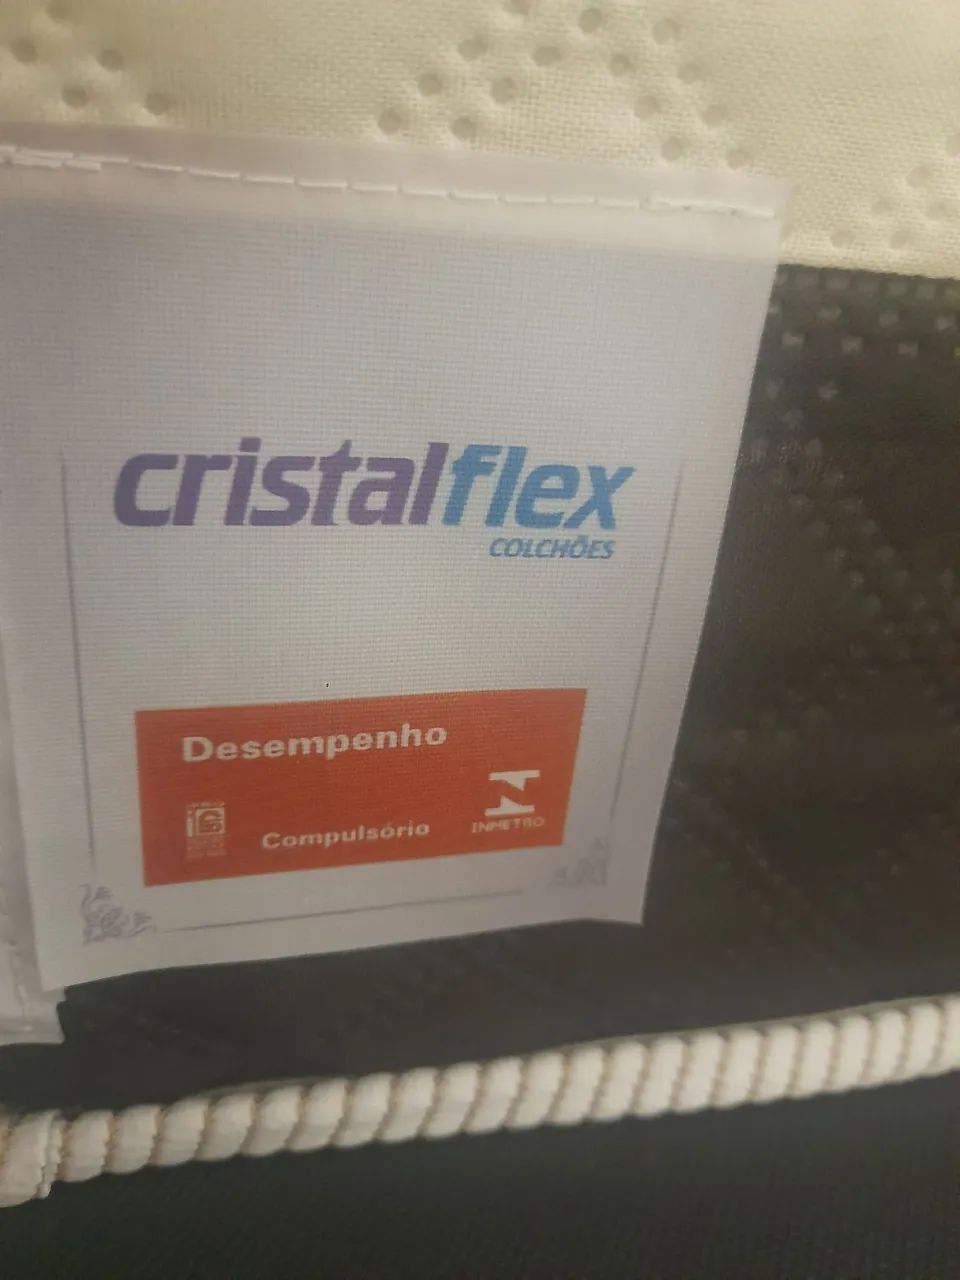 cristalflex
COLCHÕES
Desempenho
Compulsório
INMETRO